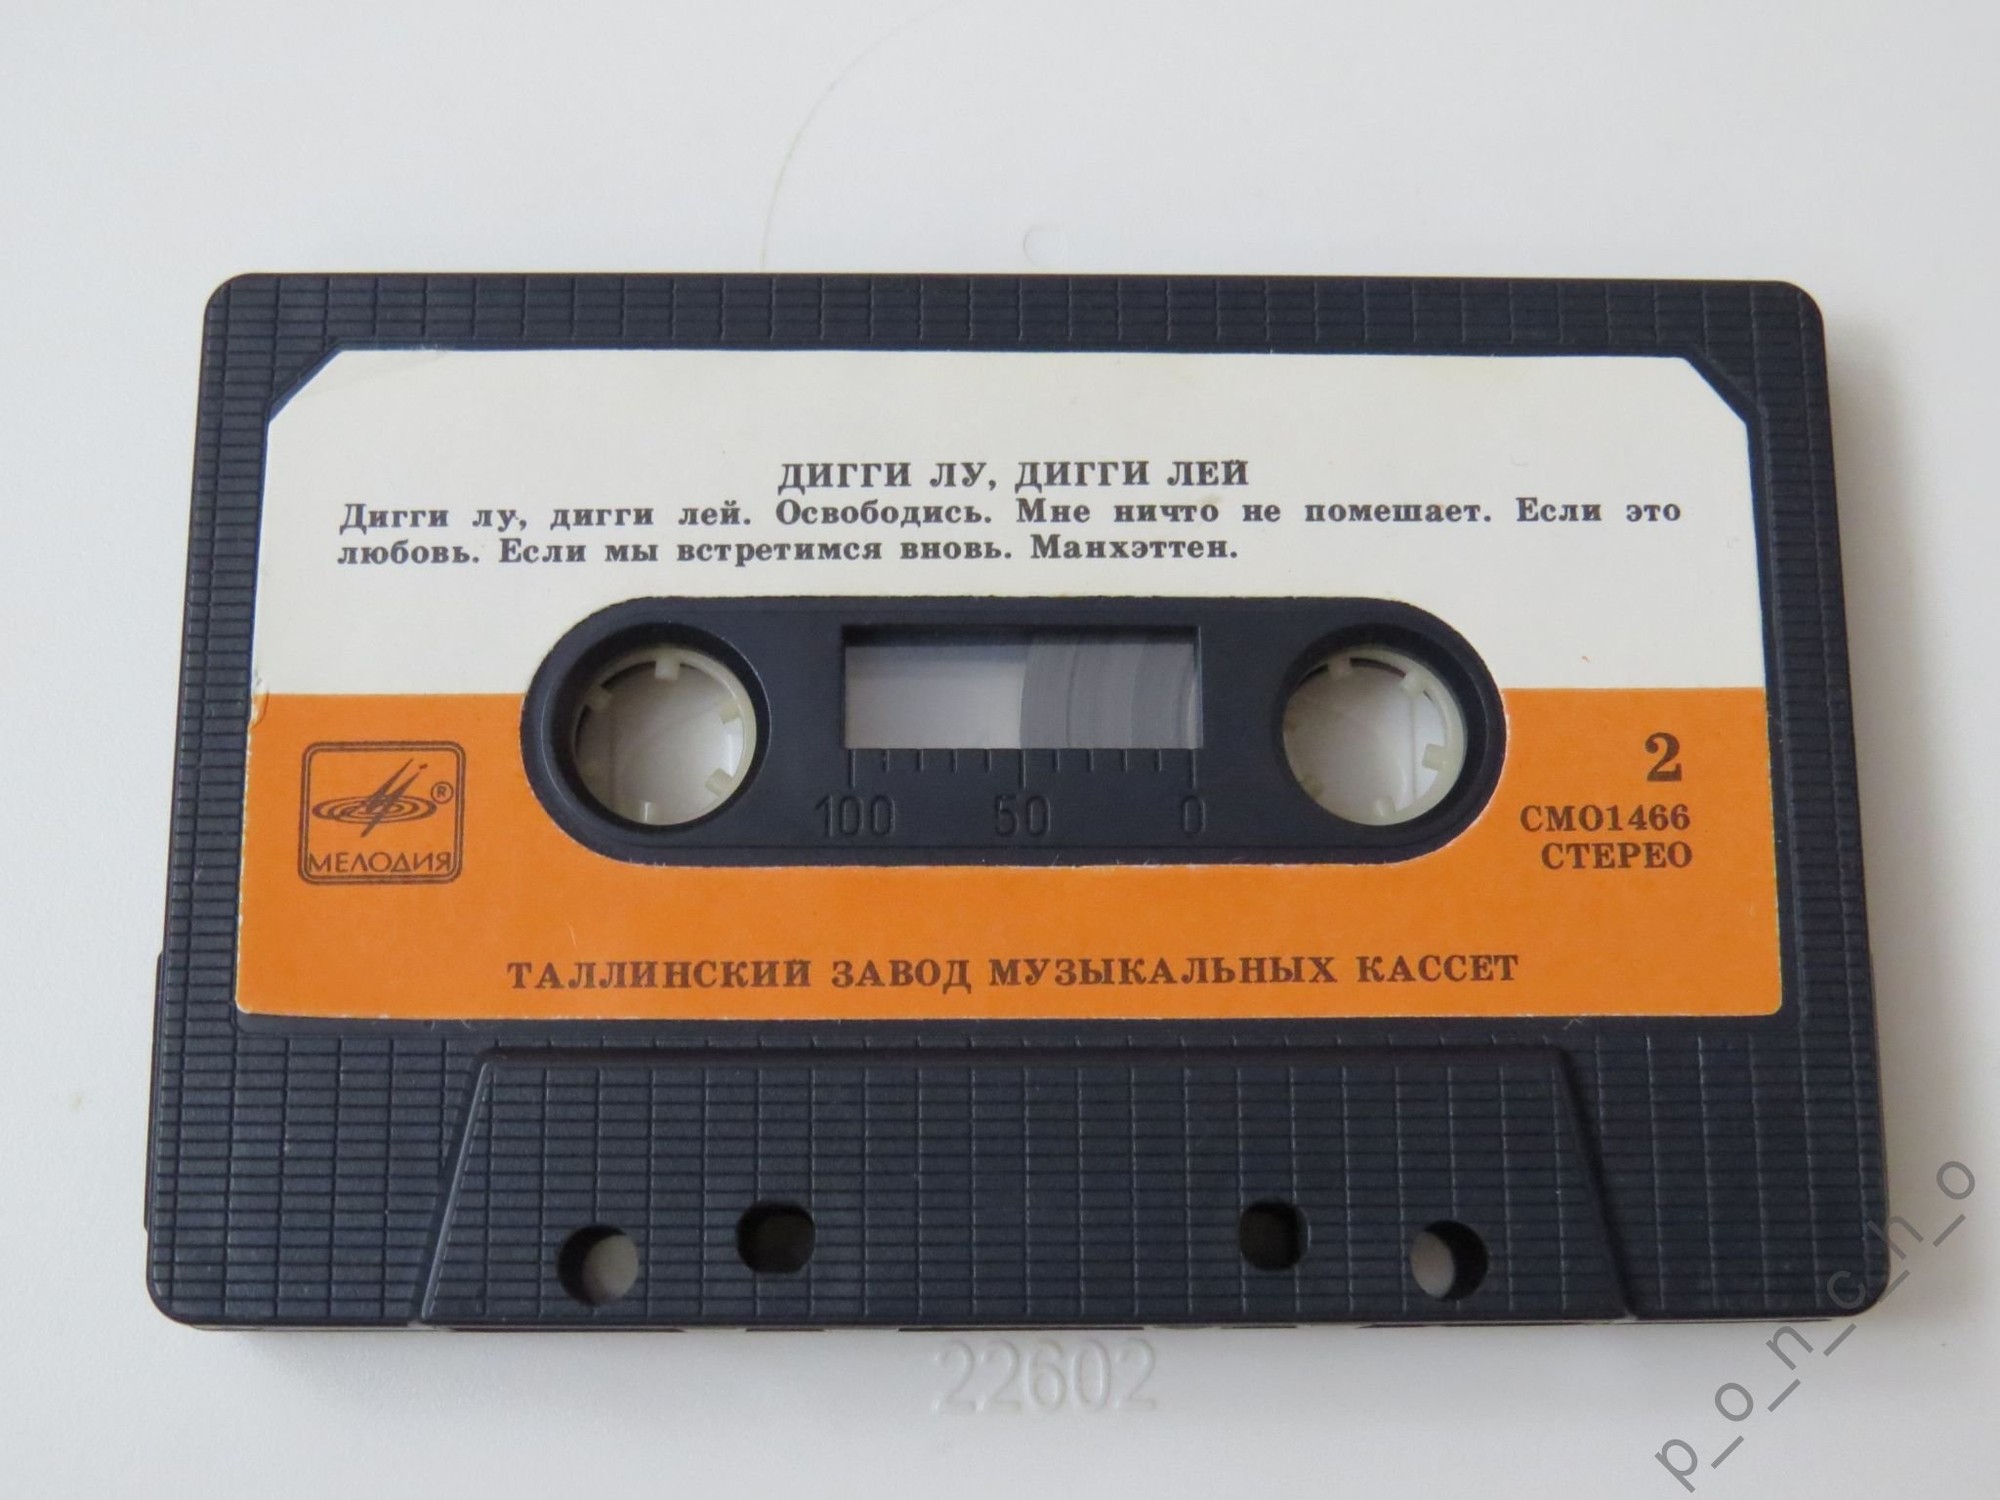 ДИГГИ ЛУ, ДИГГИ ЛЕЙ
Дигги лу, дигги лей. Освободись. Мне ничто не помешает. Если это
любовь. Если мы встретимся вновь. Манхэттен.
100 50 0
2
СМ01466
СТЕРЕО
®
МЕЛОДИЯ
ТАЛЛИНСКИЙ ЗАВОД МУЗЫКАЛЬНЫХ КАССЕТ
22602
p_o_n_c_h_o